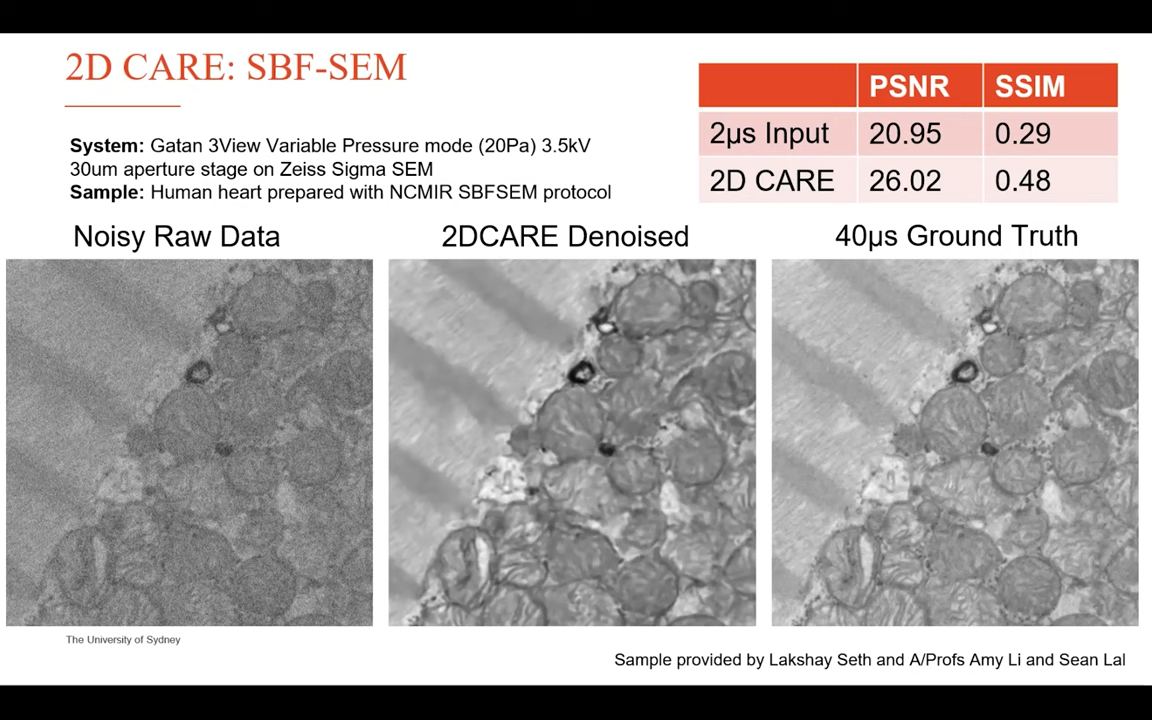 2D CARE: SBF-SEM
System: Gatan 3View Variable Pressure mode (20Pa) 3.5kV
30um aperture stage on Zeiss Sigma SEM
Sample: Human heart prepared with NCMIR SBFSEM protocol
PSNR SSIM
2µs Input 20.95 0.29
2D CARE 26.02 0.48
Noisy Raw Data
2DCARE Denoised
40µs Ground Truth
The University of Sydney
Sample provided by Lakshay Seth and A/Profs Amy Li and Sean Lal